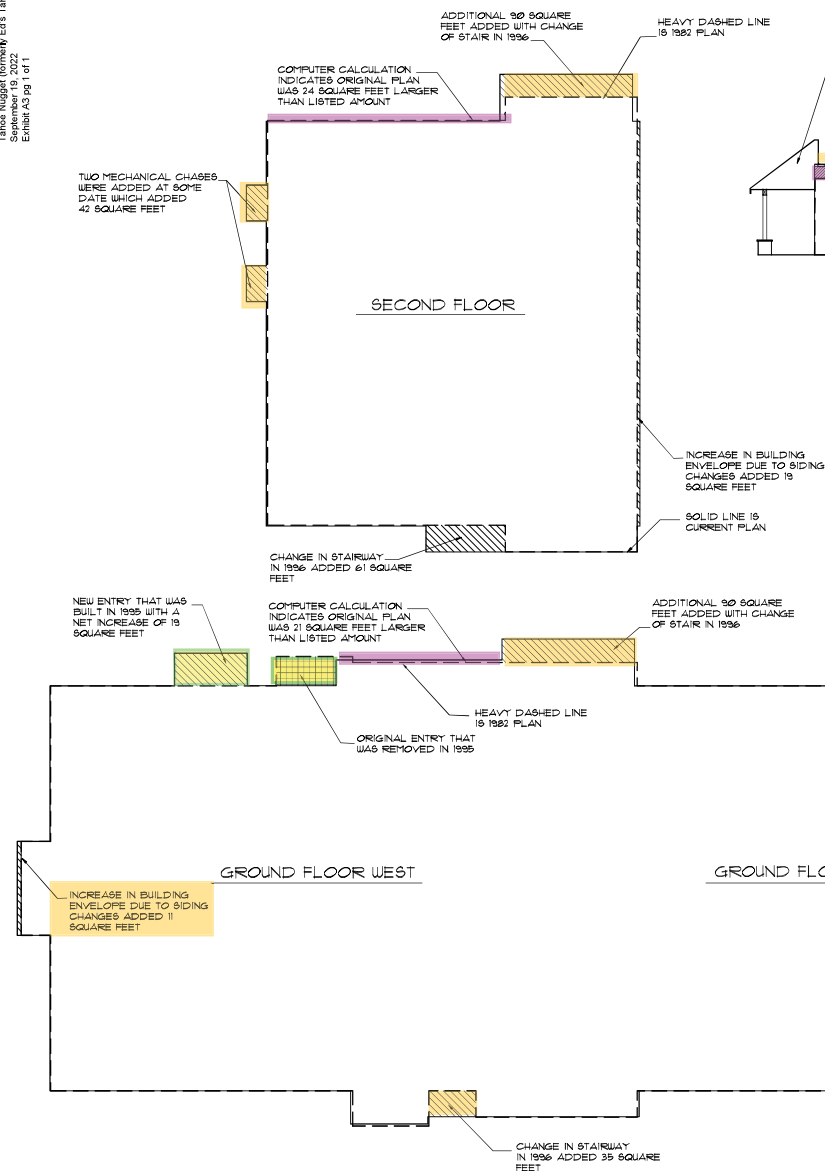 Tahoe Nugget (formerly Ed's
September 19, 2022
Exhibit A3 pg 1 of 1
ADDITIONAL 90 SQUARE
FEET ADDED WITH CHANGE
OF STAIR IN 1996
HEAVY DASHED LINE
IS 1982 PLAN
COMPUTER CALCULATION
INDICATES ORIGINAL PLAN
WAS 24 SQUARE FEET LARGER
THAN LISTED AMOUNT
TWO MECHANICAL CHASES
WERE ADDED AT SOME
DATE WHICH ADDED
42 SQUARE FEET
SECOND FLOOR
INCREASE IN BUILDING
ENVELOPE DUE TO SIDING
CHANGES ADDED 19
SQUARE FEET
SOLID LINE IS
CURRENT PLAN
CHANGE IN STAIRWAY
IN 1996 ADDED 61 SQUARE
FEET
NEW ENTRY THAT WAS
BUILT IN 1995 WITH A
NET INCREASE OF 19
SQUARE FEET
COMPUTER CALCULATION
INDICATES ORIGINAL PLAN
WAS 21 SQUARE FEET LARGER
THAN LISTED AMOUNT
ADDITIONAL 90 SQUARE
FEET ADDED WITH CHANGE
OF STAIR IN 1996
HEAVY DASHED LINE
IS 1982 PLAN
ORIGINAL ENTRY THAT
WAS REMOVED IN 1995
GROUND FLOOR WEST
GROUND FLO
INCREASE IN BUILDING
ENVELOPE DUE TO SIDING
CHANGES ADDED 11
SQUARE FEET
CHANGE IN STAIRWAY
IN 1996 ADDED 35 SQUARE
FEET